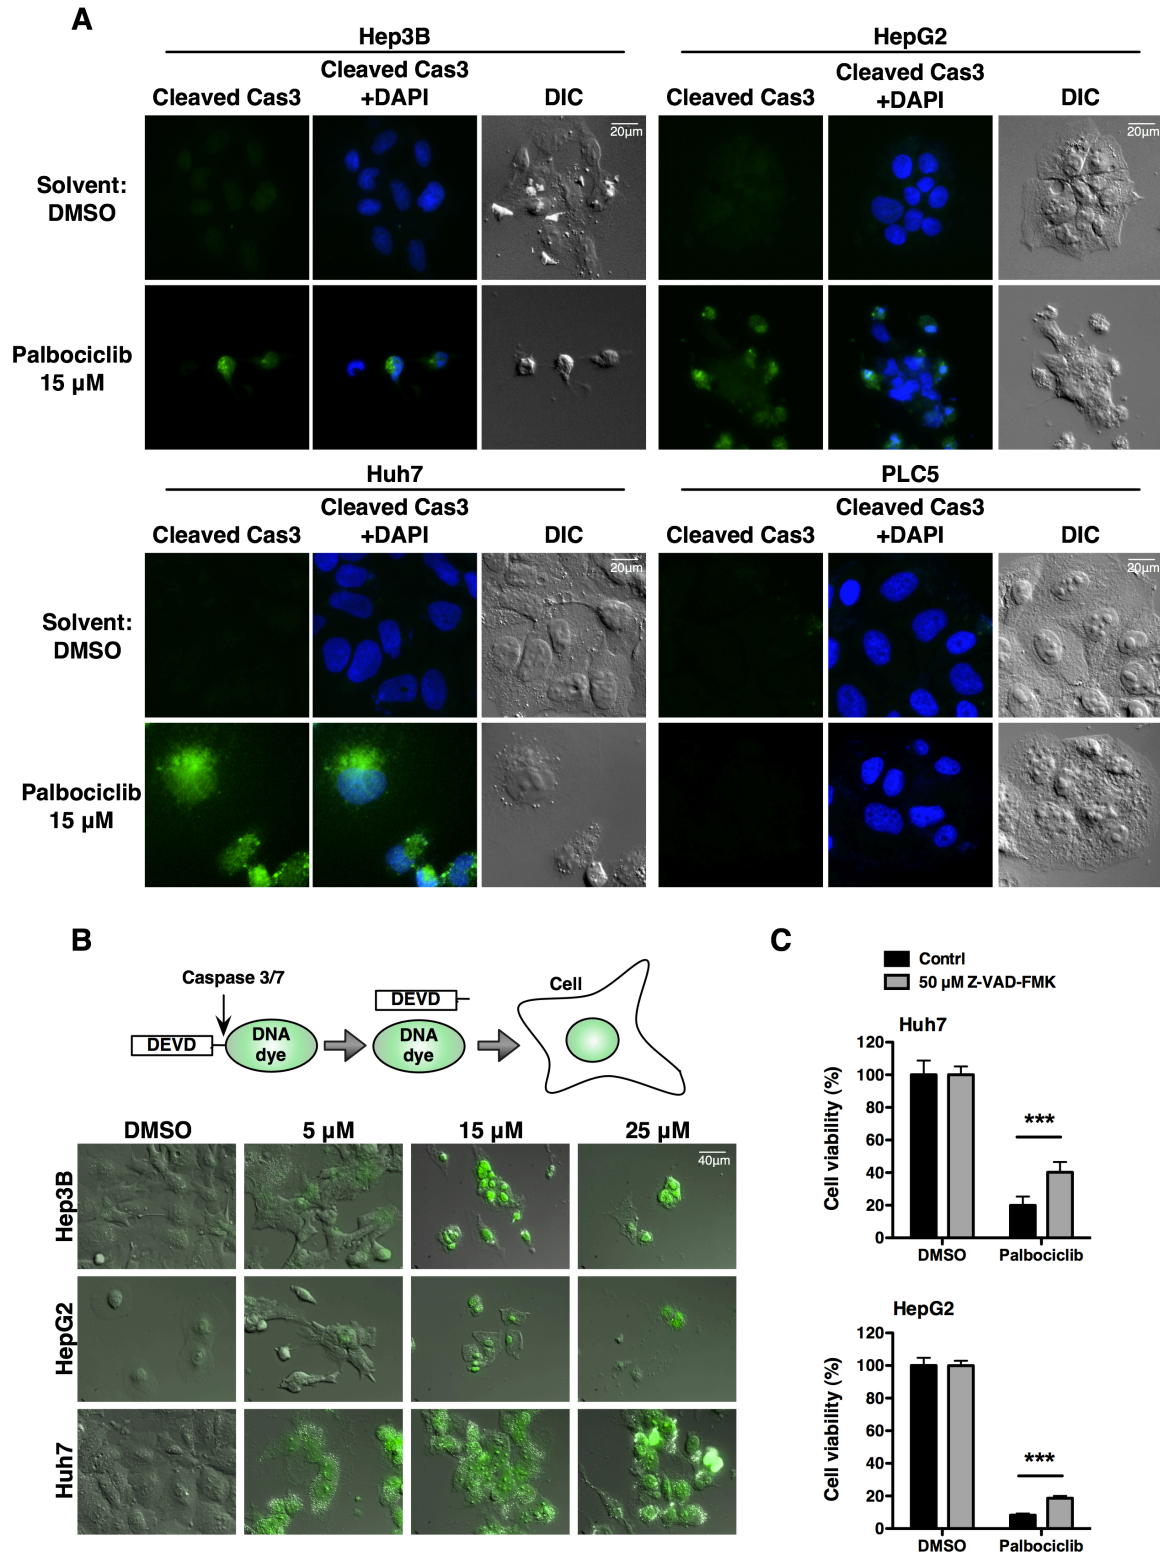 A
Hep3B
HepG2
Cleaved Cas3
Cleaved Cas3
+DAPI
DIC
Cleaved Cas3
Cleaved Cas3
+DAPI
DIC
Solvent:
DMSO
20µm
20µm
Palbociclib
15 µM
Huh7
PLC5
Cleaved Cas3
Cleaved Cas3
+DAPI
DIC
Cleaved Cas3
Cleaved Cas3
+DAPI
DIC
Solvent:
DMSO
20µm
20µm
Palbociclib
15 µM
B
Caspase 3/7
DEVD
DNA
dye
DEVD
DNA
dye
Cell
DMSO
5 µM
15 µM
25 µM
40µm
Hep3B
HepG2
Huh7
C
Contrl
50 µM Z-VAD-FMK
Huh7
Cell viability (%)
120
100
80
60
40
20
0
***
DMSO
Palbociclib
HepG2
Cell viability (%)
120
100
80
60
40
20
0
***
DMSO
Palbociclib